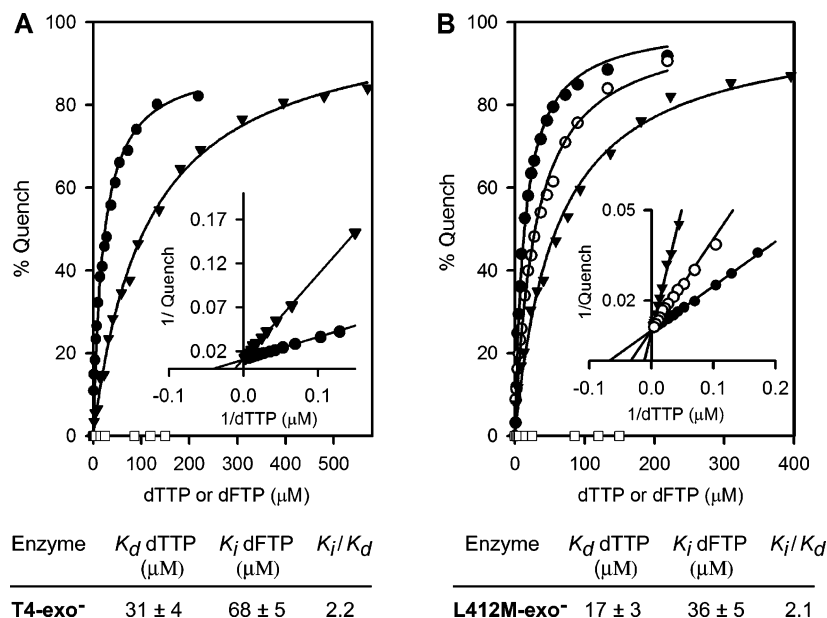 A
100
80
60
40
20
0
% Quench
0 100 200 300 400 500
dTTP or dFTP (μM)
0.17
0.12
0.07
0.02
1/ Quench
-0.1 0.0 0.1
1/dTTP (μM)
Enzyme Kd dTTP (μM) Ki dFTP (μM) Ki/Kd
T4-exo⁻ 31 ± 4 68 ± 5 2.2
B
100
80
60
40
20
0
% Quench
0 100 200 300 400
dTTP or dFTP (μM)
0.05
0.02
1/Quench
-0.1 0.0 0.1 0.2
1/dTTP (μM)
Enzyme Kd dTTP (μM) Ki dFTP (μM) Ki/Kd
L412M-exo⁻ 17 ± 3 36 ± 5 2.1